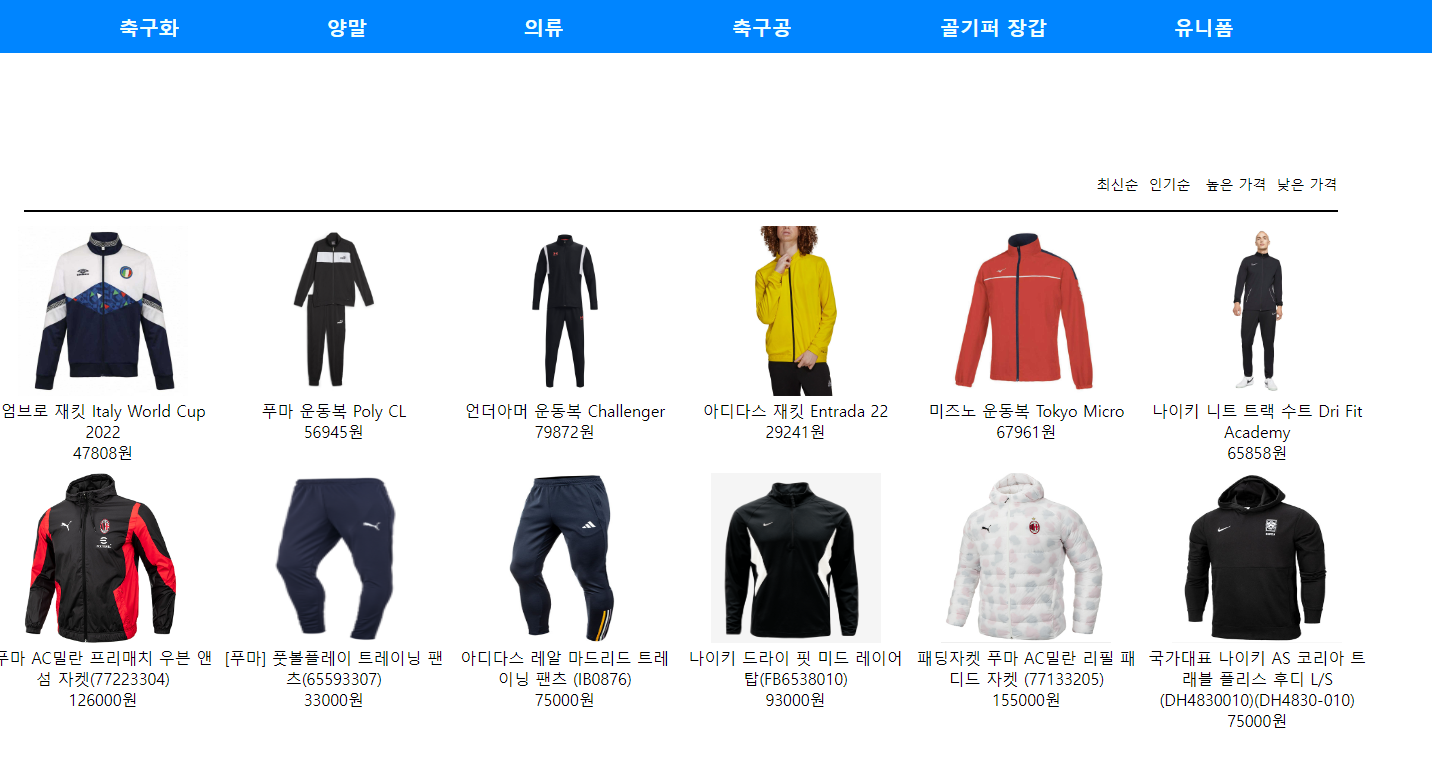 축구화 양말 의류 축구공 골기퍼 장갑 유니폼
최신순 인기순 높은 가격 낮은 가격
엄브로 재킷 Italy World Cup
2022
47808원
푸마 운동복 Poly CL
56945원
언더아머 운동복 Challenger
79872원
아디다스 재킷 Entrada 22
29241원
미즈노 운동복 Tokyo Micro
67961원
나이키 니트 트랙 수트 Dri Fit
Academy
65858원
푸마 AC밀란 프리매치 우븐 앤
섬 자켓(77223304)
126000원
[푸마] 풋볼플레이 트레이닝 팬
츠(65593307)
33000원
아디다스 레알 마드리드 트레
이닝 팬츠 (IB0876)
75000원
나이키 드라이 핏 미드 레이어
탑(FB6538010)
93000원
패딩자켓 푸마 AC밀란 리필 패
디드 자켓 (77133205)
155000원
국가대표 나이키 AS 코리아 트
래블 플리스 후디 L/S
(DH4830010)(DH4830-010)
75000원